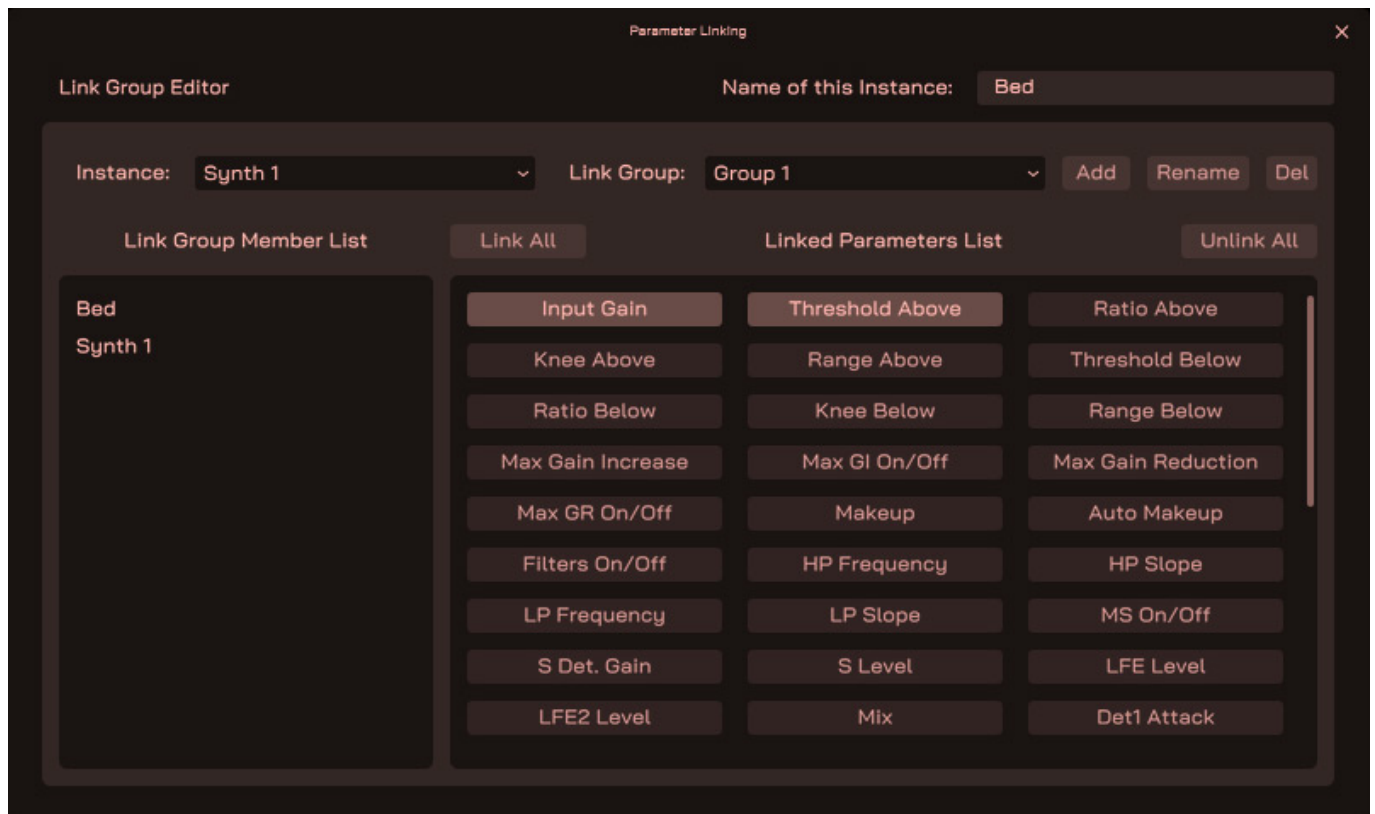 Parameter Linking
Link Group Editor
Name of this Instance: Bed
Instance: Synth 1 Link Group: Group 1 Add Rename Del
Link Group Member List Link All Linked Parameters List Unlink All
Bed
Synth 1
Input Gain Threshold Above Ratio Above
Knee Above Range Above Threshold Below
Ratio Below Knee Below Range Below
Max Gain Increase Max GI On/Off Max Gain Reduction
Max GR On/Off Makeup Auto Makeup
Filters On/Off HP Frequency HP Slope
LP Frequency LP Slope MS On/Off
S Det. Gain S Level LFE Level
LFE2 Level Mix Det1 Attack